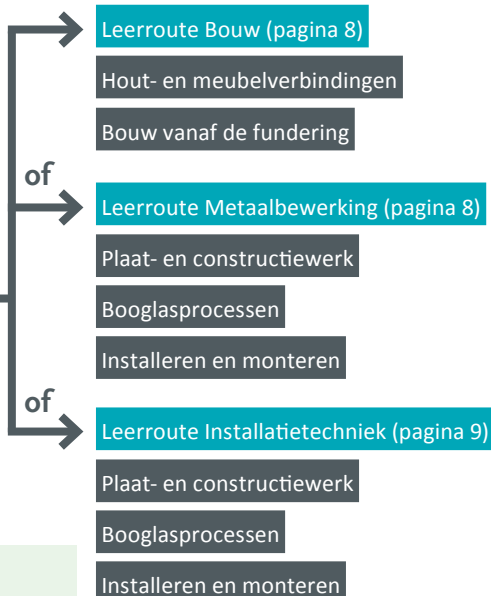 Leerroute Bouw (pagina 8)
Hout- en meubelverbindingen
Bouw vanaf de fundering
of
Leerroute Metaalbewerking (pagina 8)
Plaat- en constructiewerk
Booglasprocessen
Installeren en monteren
of
Leerroute Installatietechniek (pagina 9)
Plaat- en constructiewerk
Booglasprocessen
Installeren en monteren